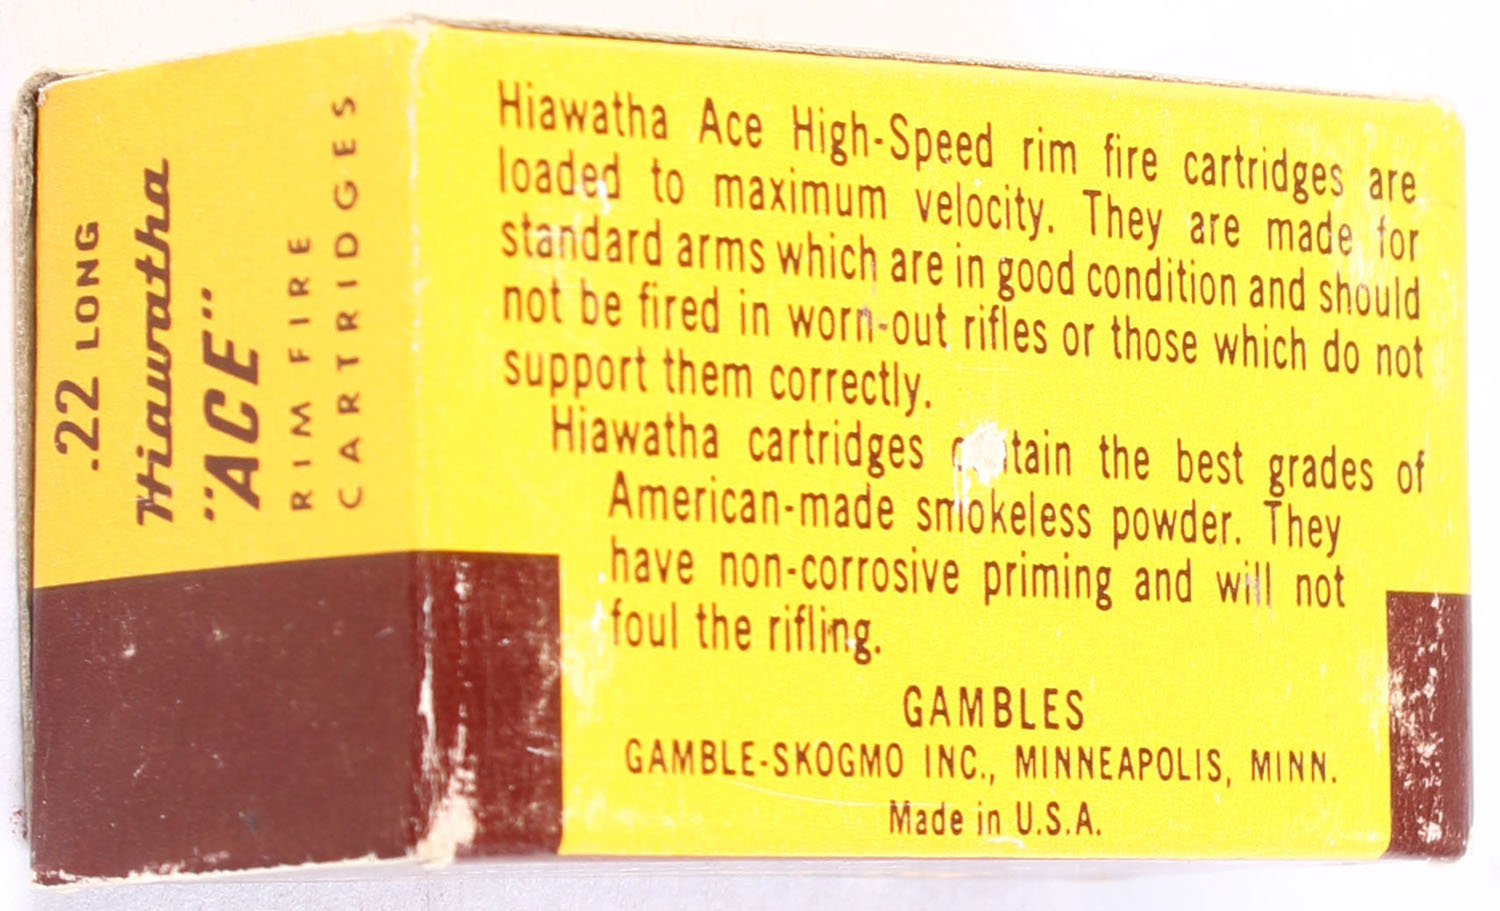 .22 LONG
Hiawatha
"ACE"
RIM FIRE
CARTRIDGES
Hiawatha Ace High-Speed rim fire cartridges are
loaded to maximum velocity. They are made for
standard arms which are in good condition and should
not be fired in worn-out rifles or those which do not
support them correctly.
Hiawatha cartridges the best grades of
American-made smokeless powder. They
have non-corrosive priming and will not
foul the rifling.
GAMBLES
GAMBLE-SKOGMO INC., MINNEAPOLIS, MINN.
Made in U.S.A.